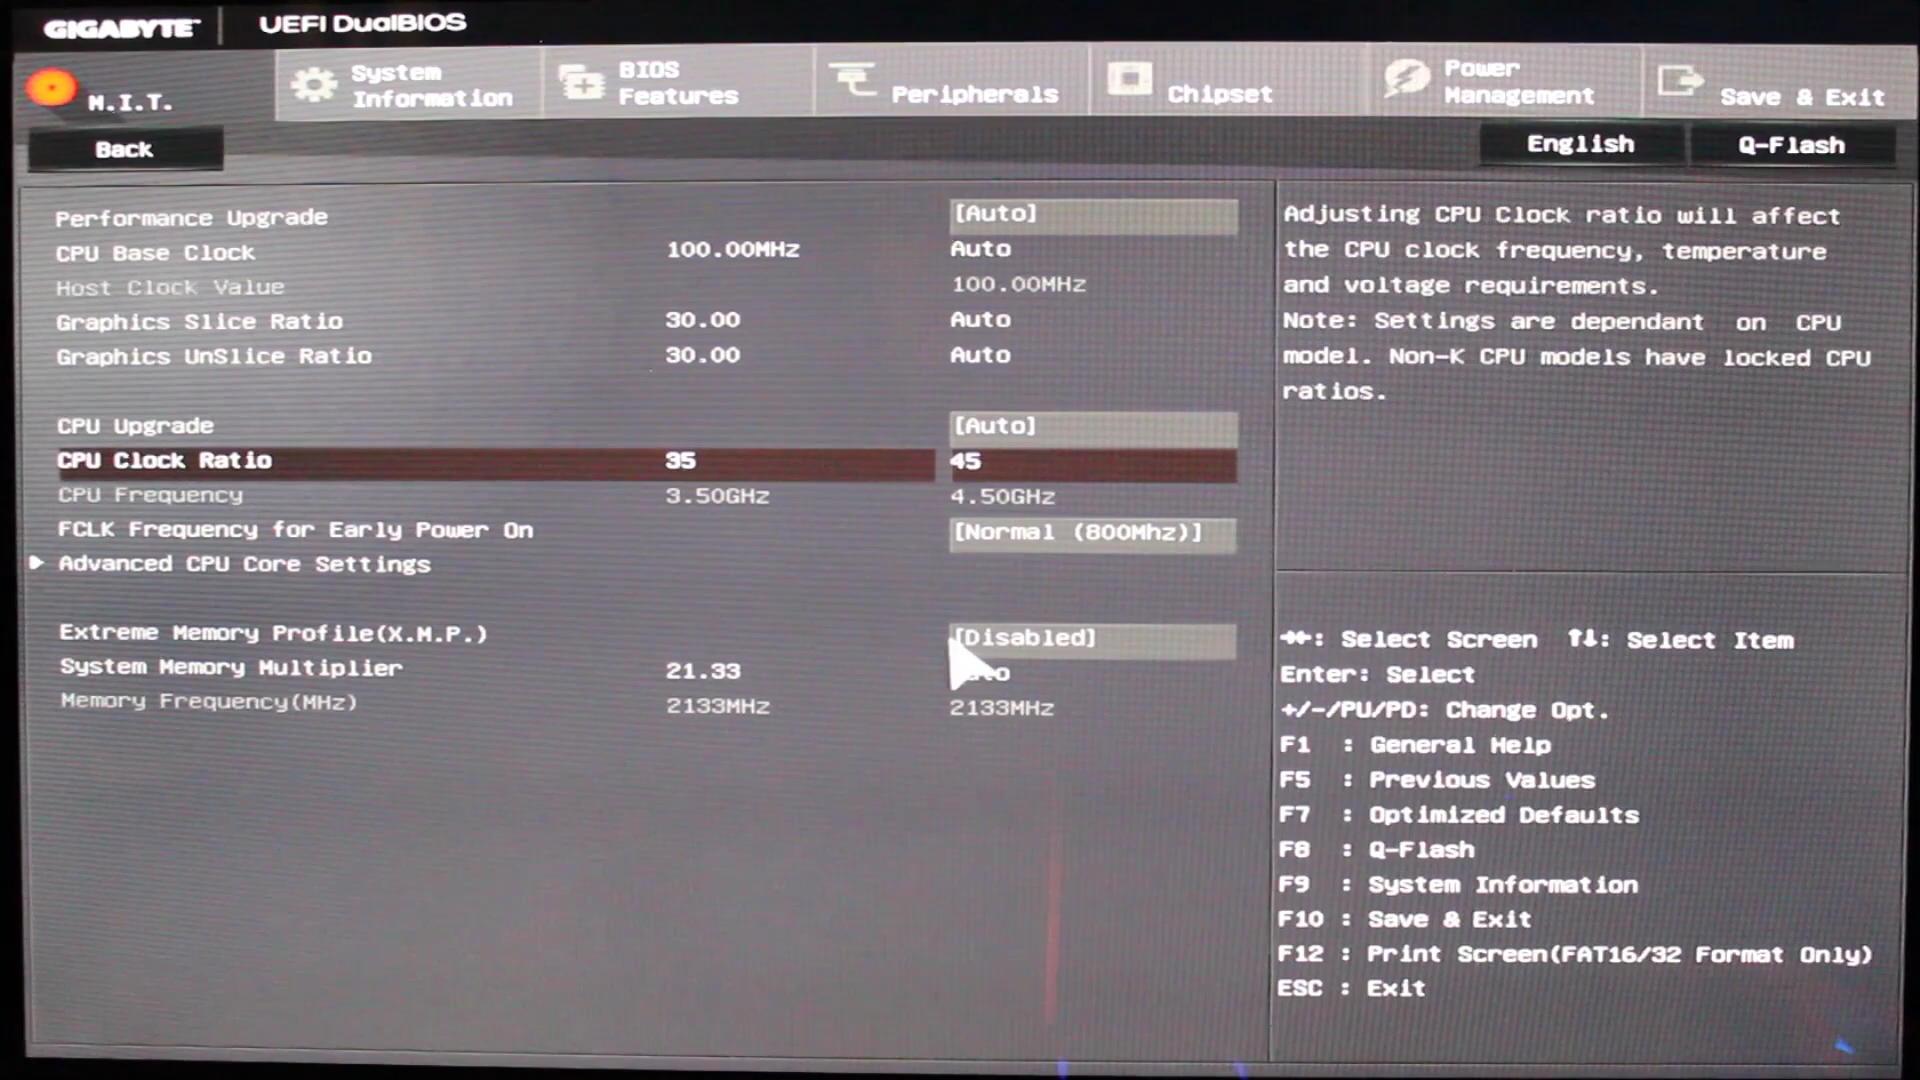 GIGABYTE UEFI DualBIOS
M.I.T.
System Information
BIOS Features
Peripherals
Chipset
Power Management
Save & Exit
Back
English
Q-Flash
Performance Upgrade [Auto]
CPU Base Clock 100.00MHz Auto
Host Clock Value 100.00MHz
Graphics Slice Ratio 30.00 Auto
Graphics UnSlice Ratio 30.00 Auto
CPU Upgrade [Auto]
CPU Clock Ratio 35 45
CPU Frequency 3.50GHz 4.50GHz
FCLK Frequency for Early Power On [Normal (800Mhz)]
Advanced CPU Core Settings
Extreme Memory Profile(X.M.P.) [Disabled]
System Memory Multiplier 21.33
Memory Frequency(MHz) 2133MHz 2133MHz
Adjusting CPU Clock ratio will affect
the CPU clock frequency, temperature
and voltage requirements.
Note: Settings are dependant on CPU
model. Non-K CPU models have locked CPU
ratios.
→←: Select Screen ↑↓: Select Item
Enter: Select
+/-/PU/PD: Change Opt.
F1 : General Help
F5 : Previous Values
F7 : Optimized Defaults
F8 : Q-Flash
F9 : System Information
F10 : Save & Exit
F12 : Print Screen(FAT16/32 Format Only)
ESC : Exit